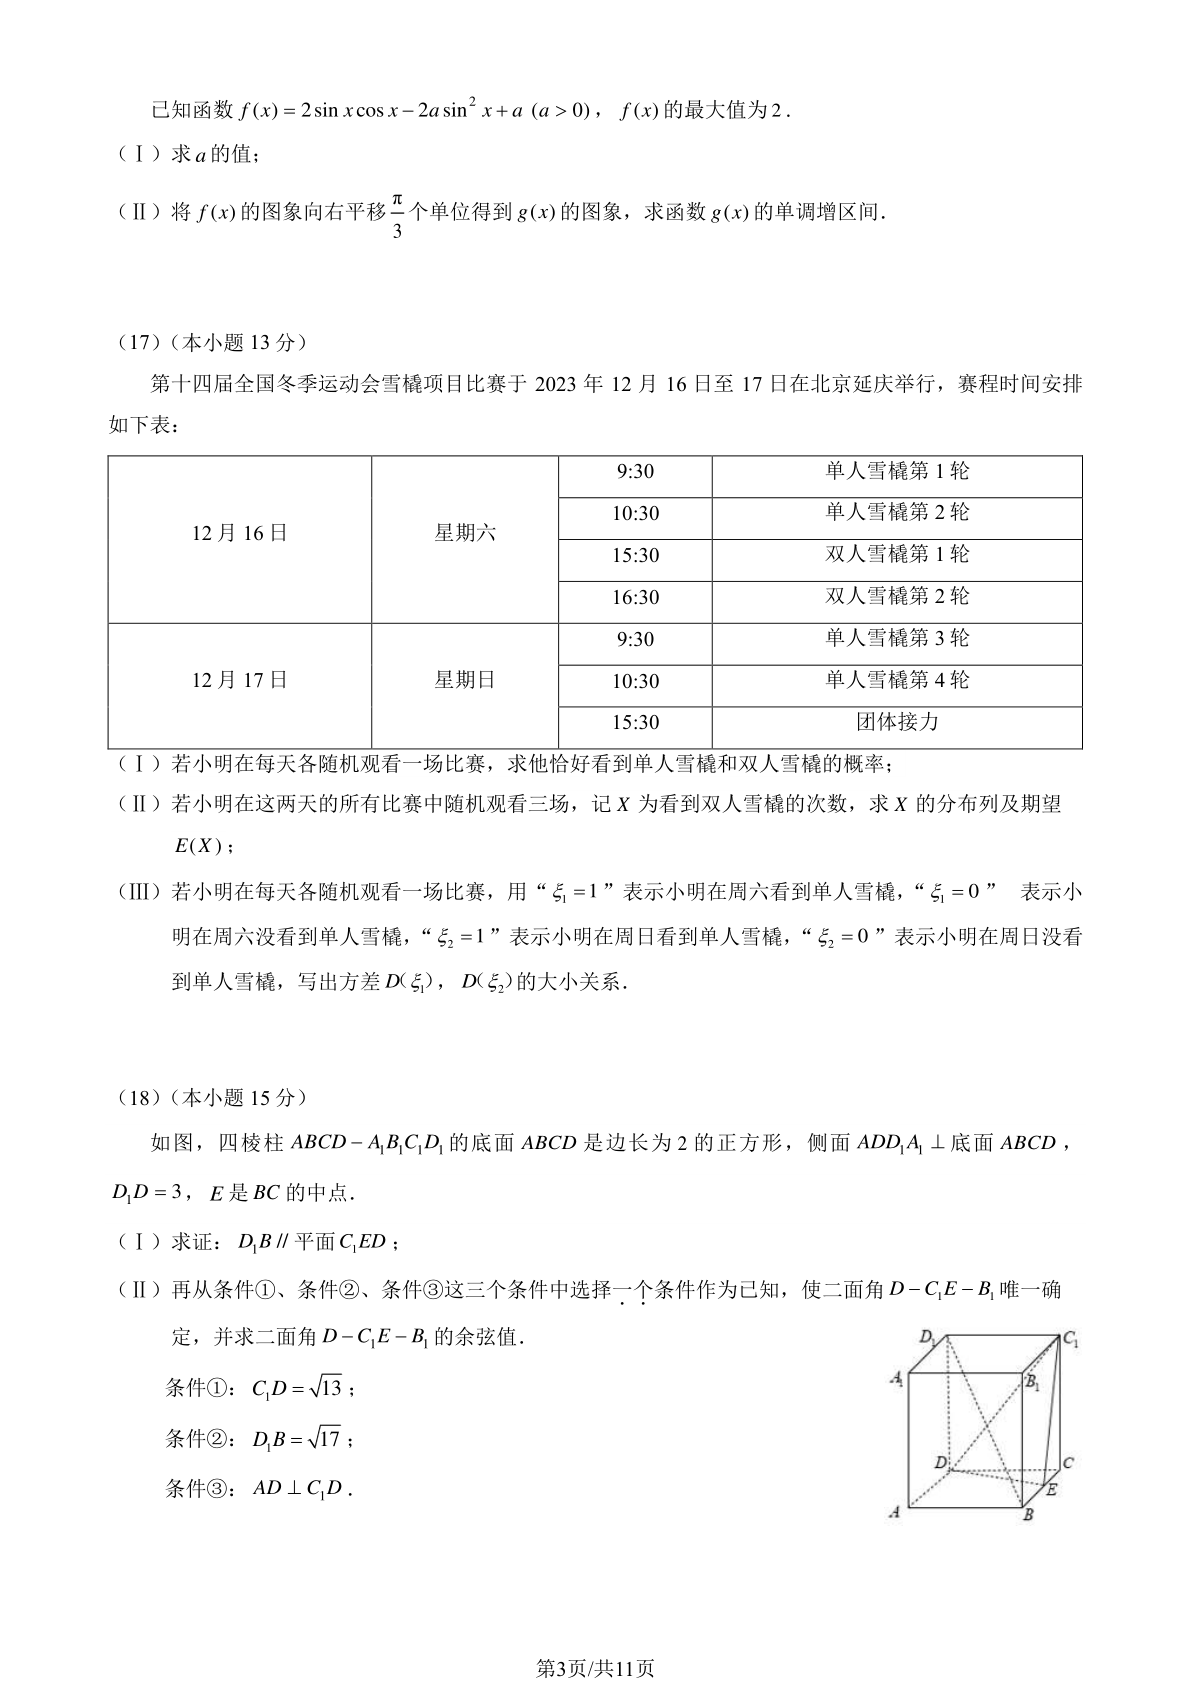 已知函数 f(x) = 2sin x cos x − 2a sin² x + a (a > 0)，f(x) 的最大值为 2．
（Ⅰ）求 a 的值；
（Ⅱ）将 f(x) 的图象向右平移 π/3 个单位得到 g(x) 的图象，求函数 g(x) 的单调增区间．
（17）（本小题 13 分）
第十四届全国冬季运动会雪橇项目比赛于 2023 年 12 月 16 日至 17 日在北京延庆举行，赛程时间安排
如下表：
12 月 16 日 星期六 9:30 单人雪橇第 1 轮
10:30 单人雪橇第 2 轮
15:30 双人雪橇第 1 轮
16:30 双人雪橇第 2 轮
12 月 17 日 星期日 9:30 单人雪橇第 3 轮
10:30 单人雪橇第 4 轮
15:30 团体接力
（Ⅰ）若小明在每天各随机观看一场比赛，求他恰好看到单人雪橇和双人雪橇的概率；
（Ⅱ）若小明在这两天的所有比赛中随机观看三场，记 X 为看到双人雪橇的次数，求 X 的分布列及期望
E(X)；
（Ⅲ）若小明在每天各随机观看一场比赛，用“ξ₁ = 1”表示小明在周六看到单人雪橇，“ξ₁ = 0” 表示小
明在周六没看到单人雪橇，“ξ₂ = 1”表示小明在周日看到单人雪橇，“ξ₂ = 0”表示小明在周日没看
到单人雪橇，写出方差 D(ξ₁)，D(ξ₂) 的大小关系．
（18）（本小题 15 分）
如图，四棱柱 ABCD − A₁B₁C₁D₁ 的底面 ABCD 是边长为 2 的正方形，侧面 ADD₁A₁ ⊥ 底面 ABCD，
D₁D = 3，E 是 BC 的中点．
（Ⅰ）求证：D₁B // 平面 C₁ED；
（Ⅱ）再从条件①、条件②、条件③这三个条件中选择一个条件作为已知，使二面角 D − C₁E − B₁ 唯一确
定，并求二面角 D − C₁E − B₁ 的余弦值．
条件①：C₁D = √13；
条件②：D₁B = √17；
条件③：AD ⊥ C₁D．
D₁ C₁
A₁ B₁
D C
E
A B
第3页/共11页